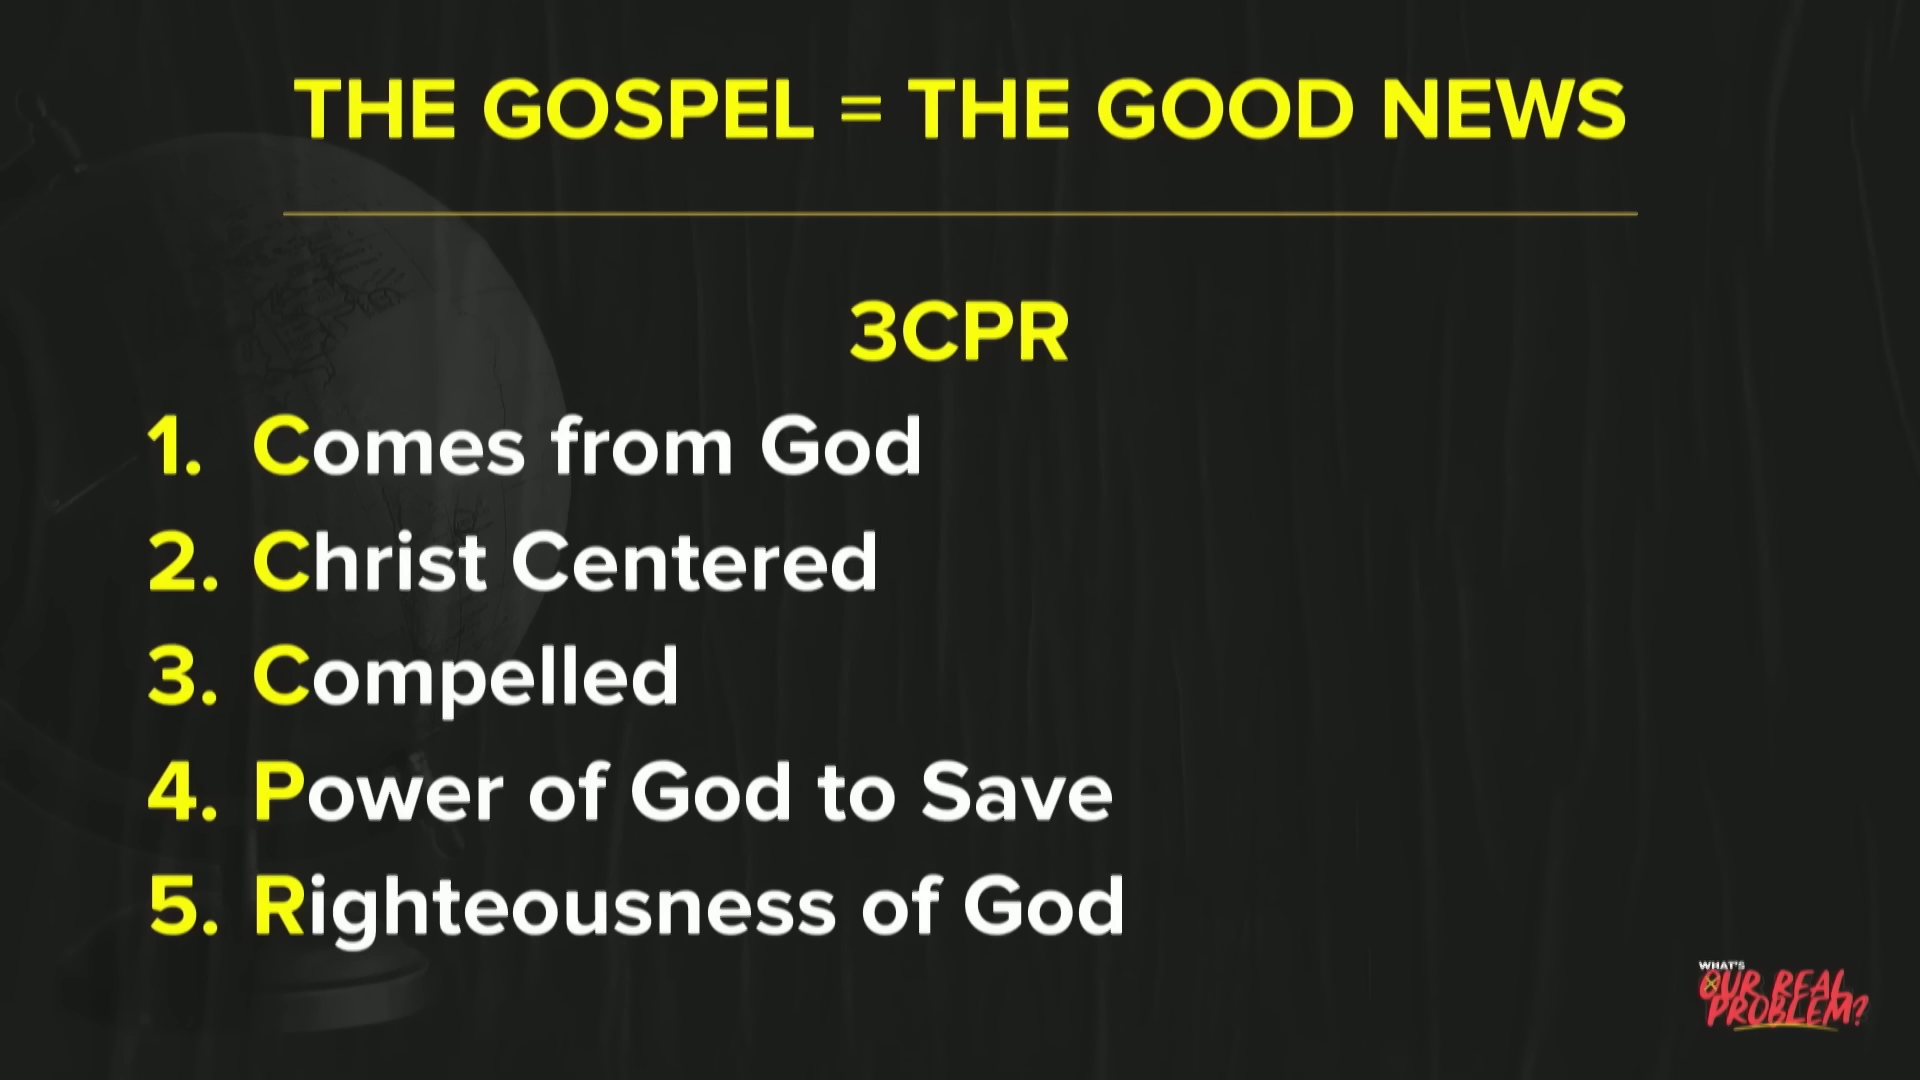 THE GOSPEL = THE GOOD NEWS
3CPR
1. Comes from God
2. Christ Centered
3. Compelled
4. Power of God to Save
5. Righteousness of God
WHAT'S
OUR REAL
PROBLEM?